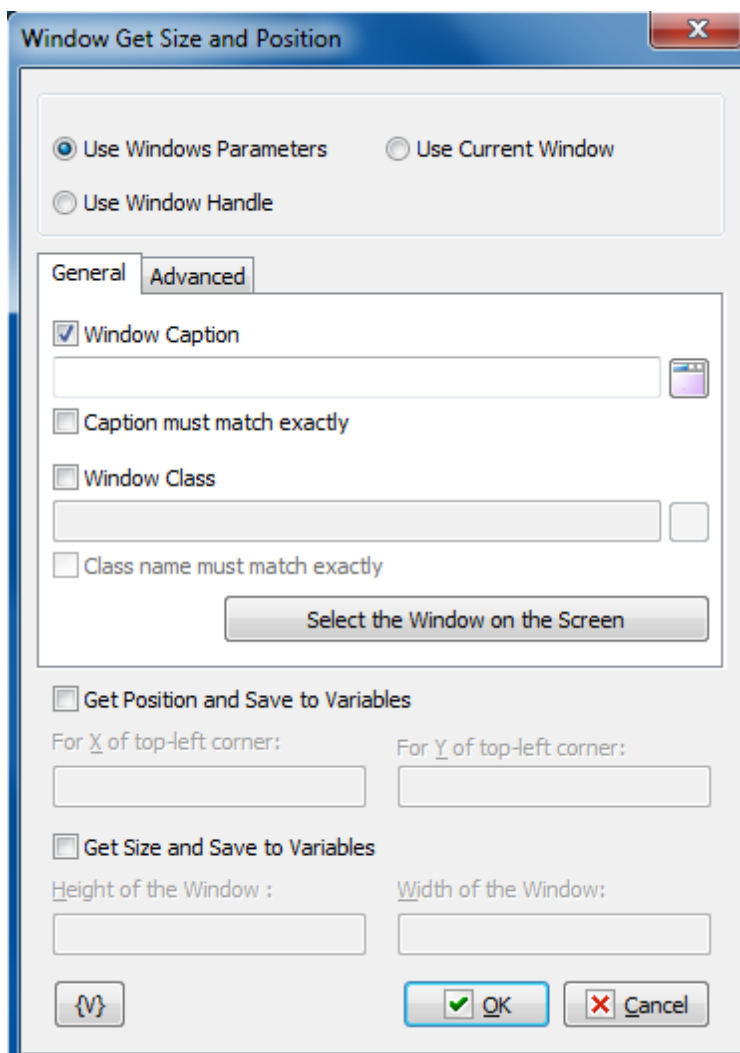 Window Get Size and Position
Use Windows Parameters Use Current Window
Use Window Handle
General Advanced
Window Caption
Caption must match exactly
Window Class
Class name must match exactly
Select the Window on the Screen
Get Position and Save to Variables
For X of top-left corner: For Y of top-left corner:
Get Size and Save to Variables
Height of the Window : Width of the Window:
{V} OK Cancel